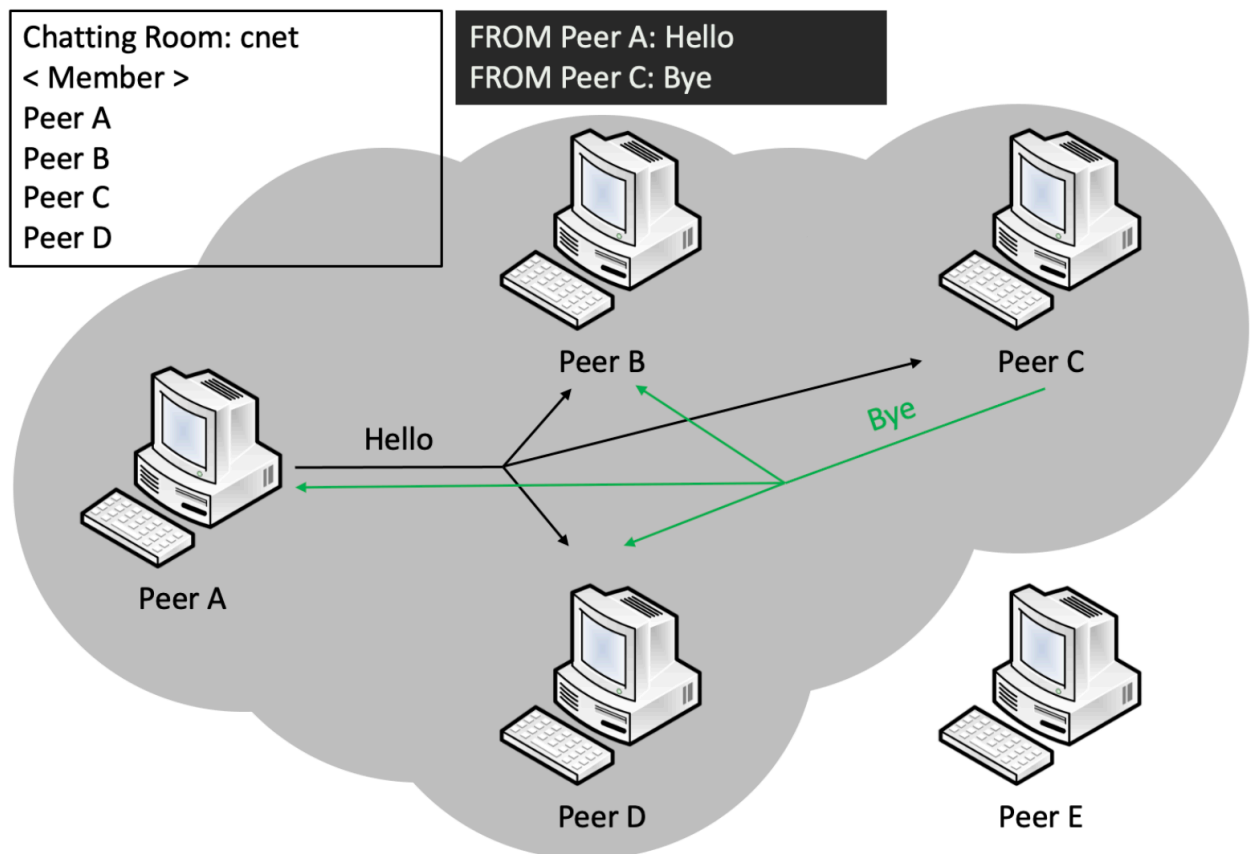 Chatting Room: cnet
< Member >
Peer A
Peer B
Peer C
Peer D
FROM Peer A: Hello
FROM Peer C: Bye
Peer B
Peer C
Bye
Hello
Peer A
Peer D
Peer E